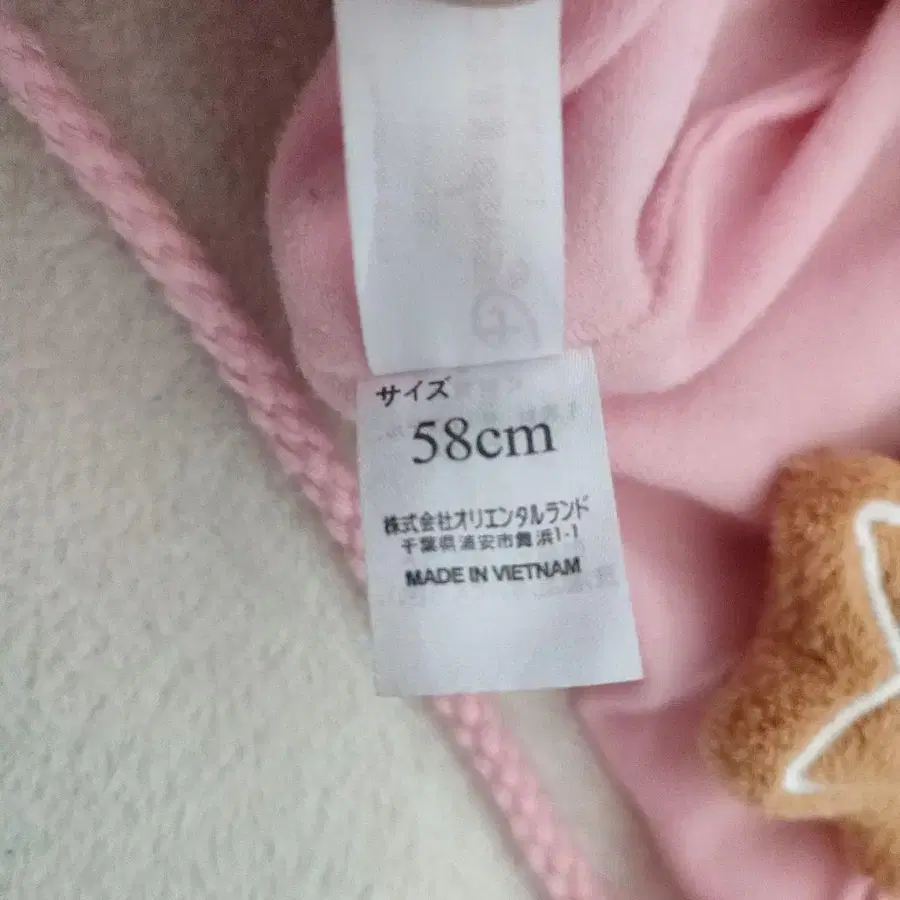 サイズ
58cm
株式会社オリエンタルランド
千葉県浦安市舞浜1-1
MADE IN VIETNAM